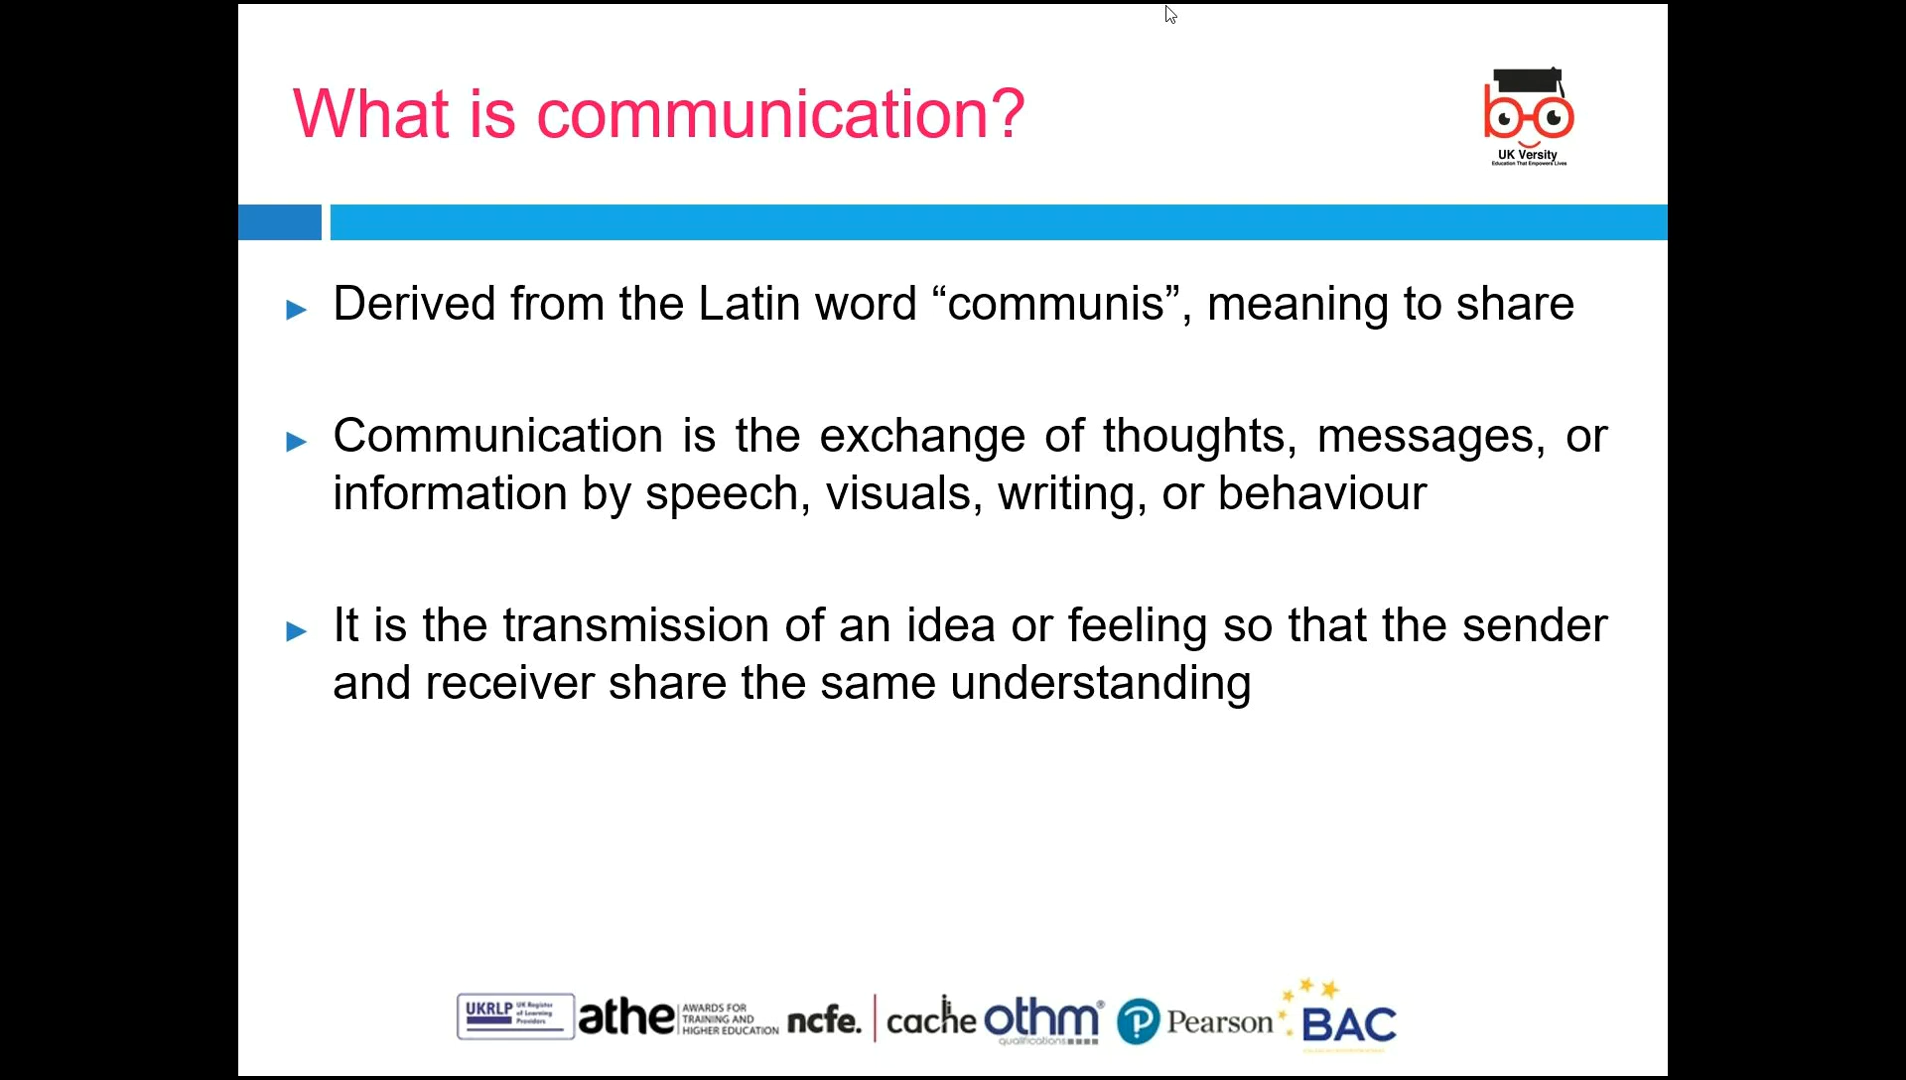 What is communication?
UK Versity
Education That Empowers Lives
Derived from the Latin word “communis”, meaning to share
Communication is the exchange of thoughts, messages, or
information by speech, visuals, writing, or behaviour
It is the transmission of an idea or feeling so that the sender
and receiver share the same understanding
UKRLP UK Register of Learning Providers
athe AWARDS FOR TRAINING AND HIGHER EDUCATION
ncfe. cache
othm®
qualifications
P Pearson
BAC